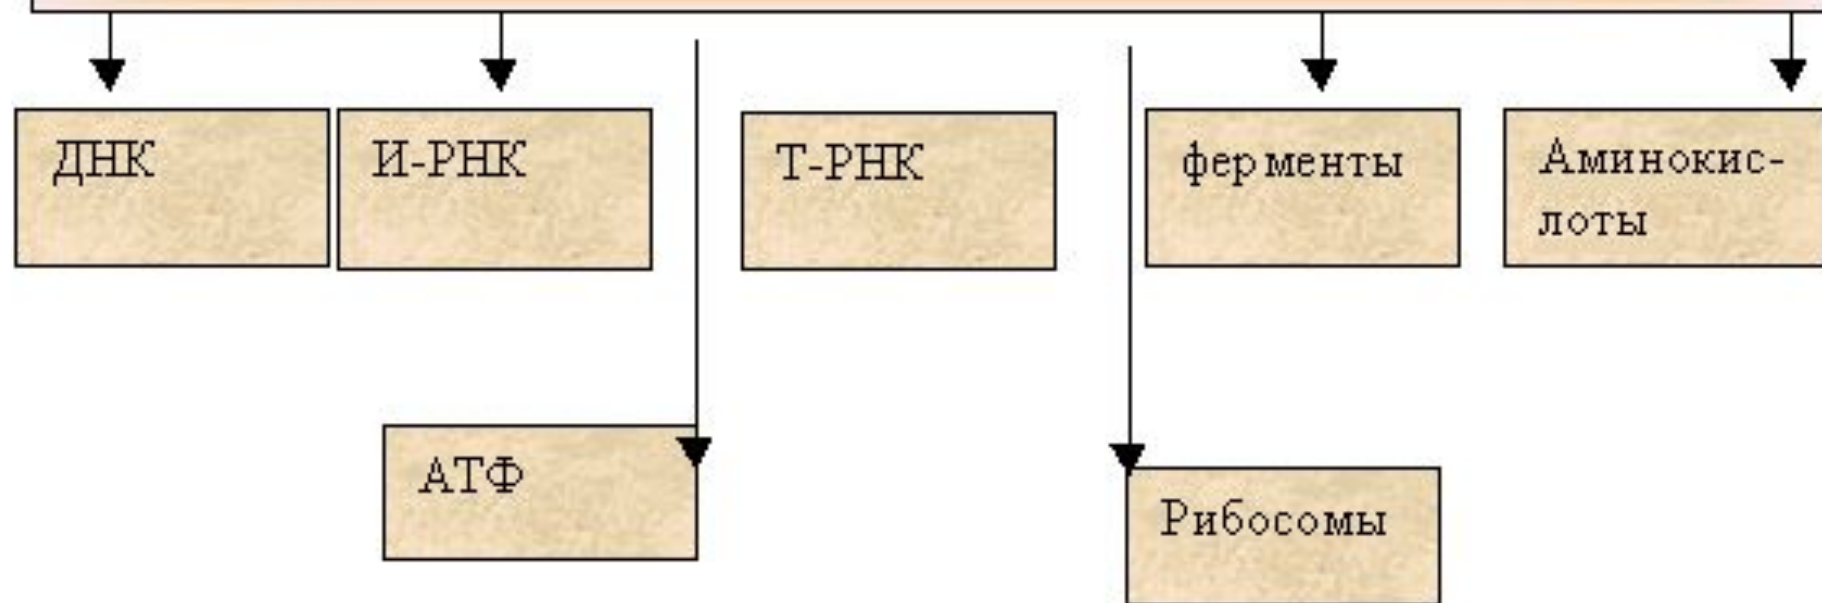 ДНК
И-РНК
Т-РНК
ферменты
Аминокис-
лоты
АТФ
Рибосомы